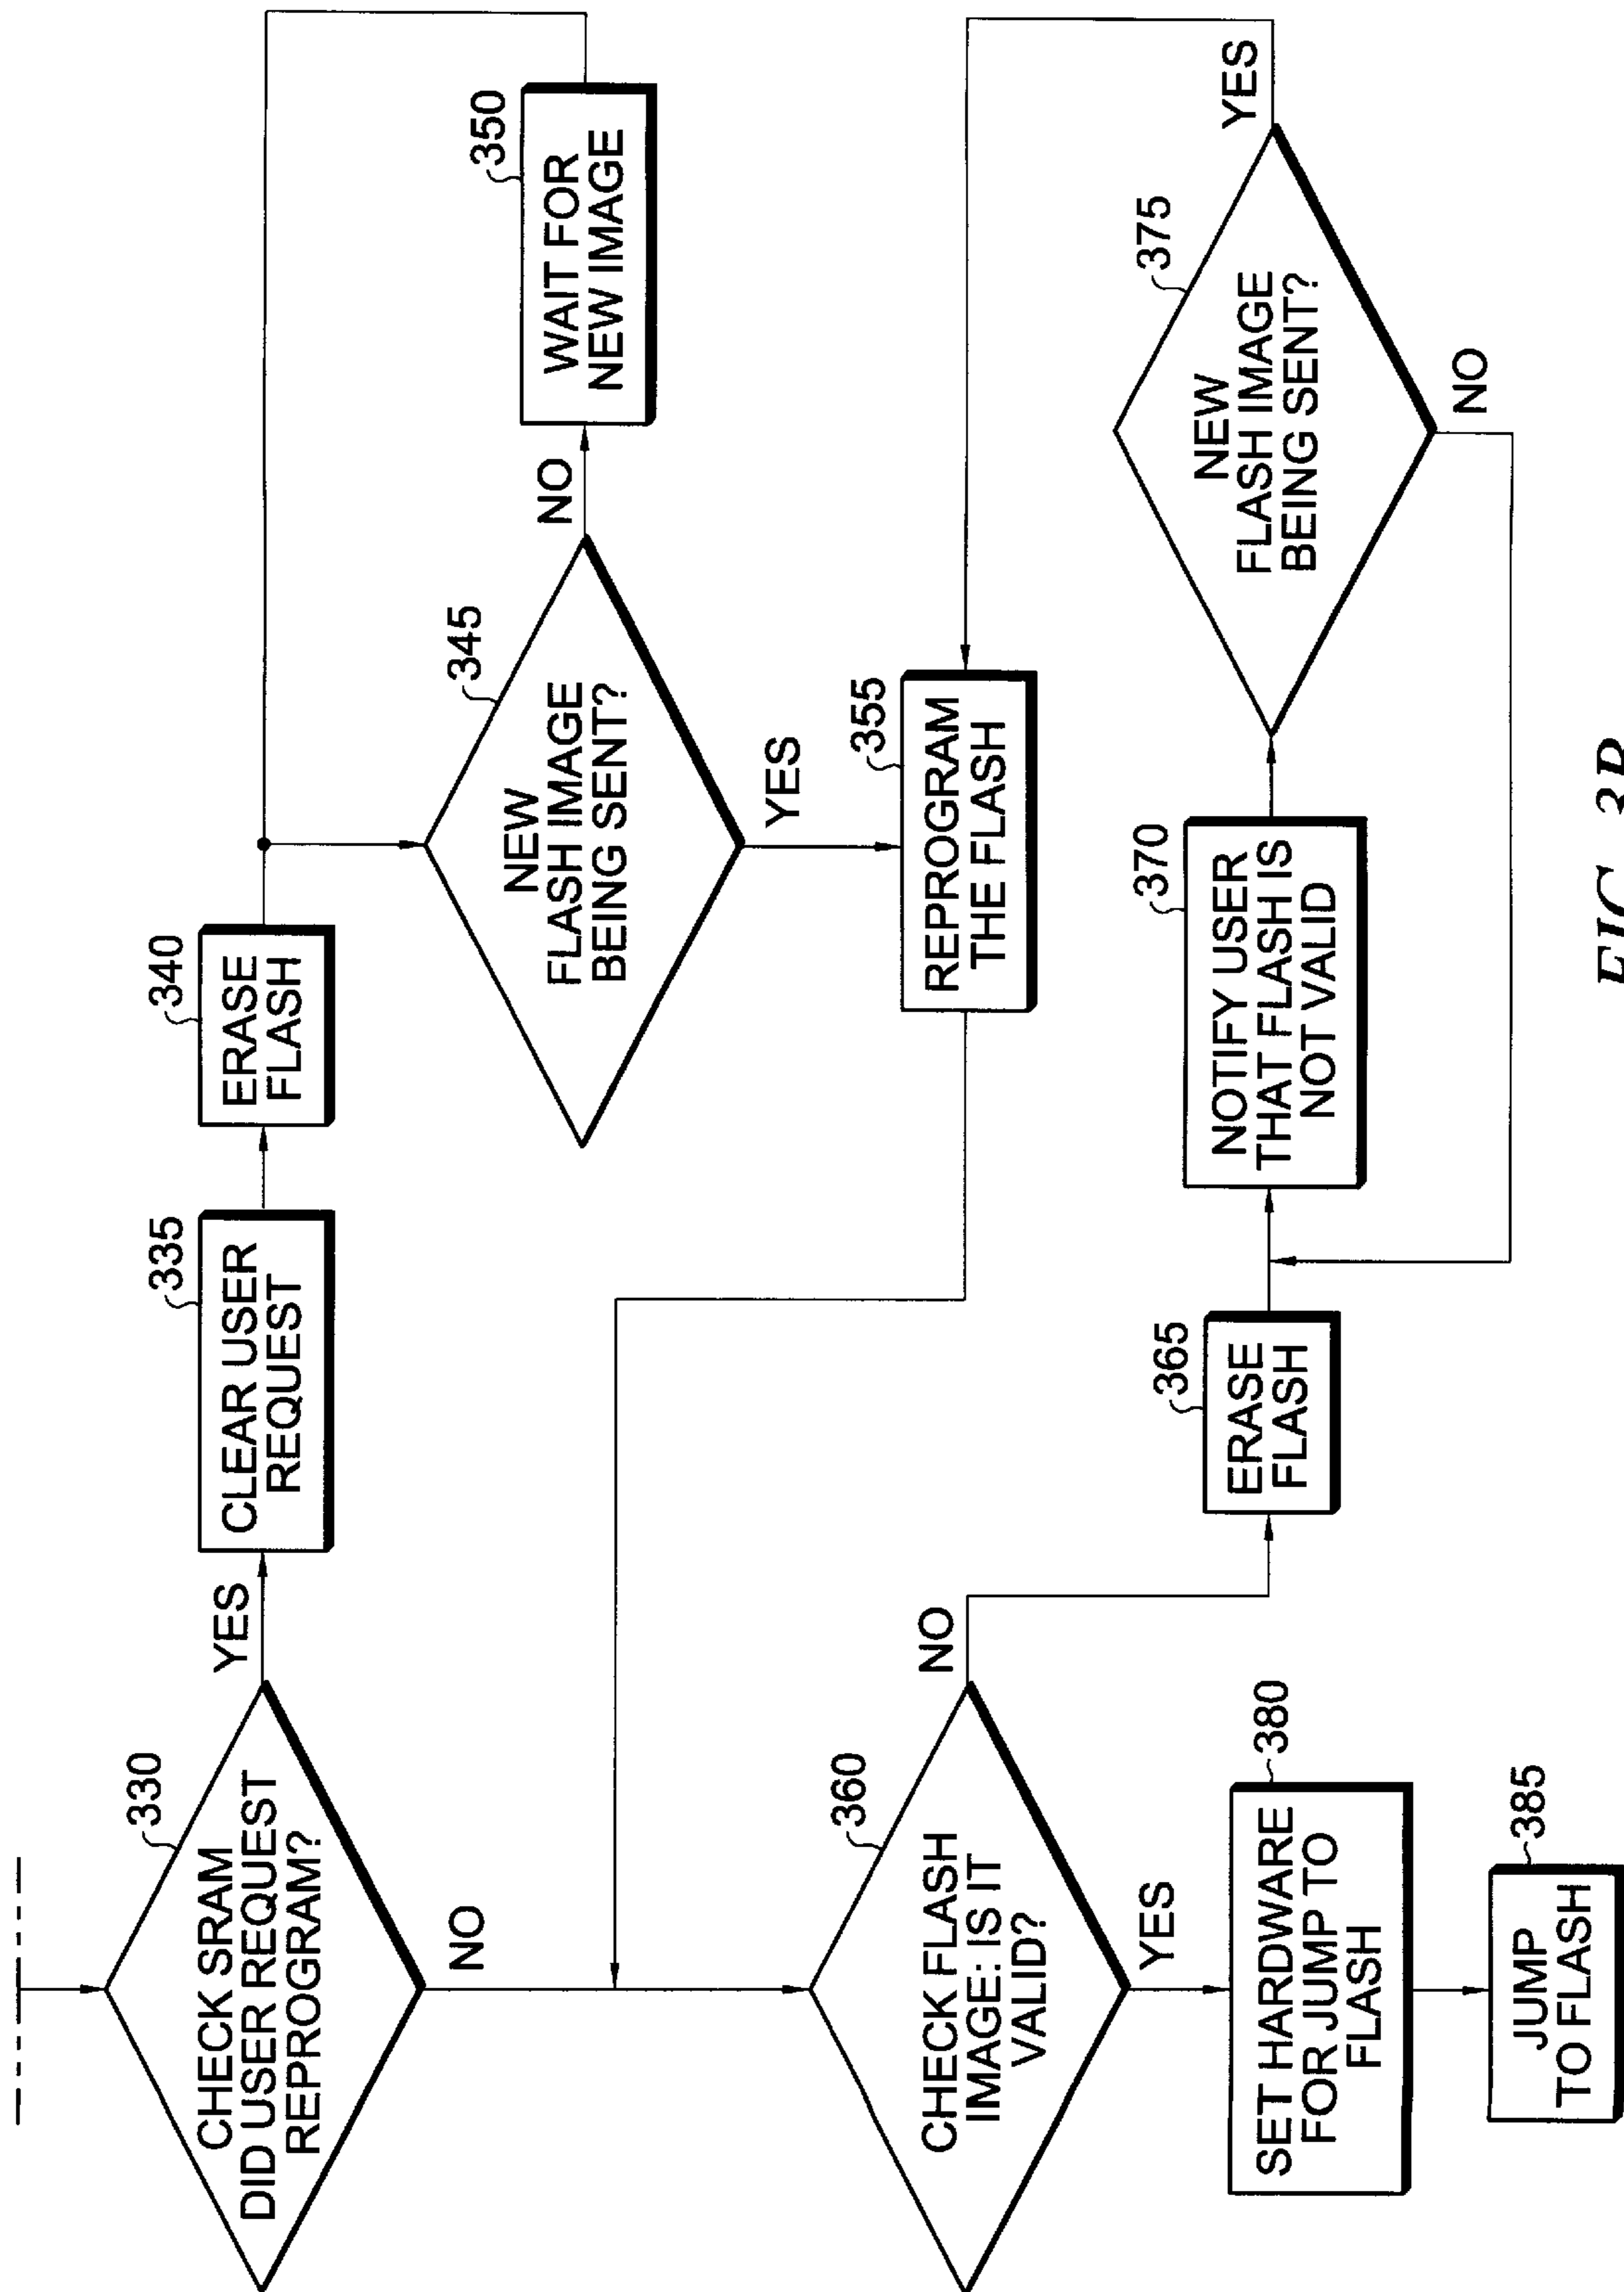 330
CHECK SRAM
DID USER REQUEST
REPROGRAM?
YES
NO
335
CLEAR USER
REQUEST
340
ERASE
FLASH
345
NEW
FLASH IMAGE
BEING SENT?
NO
YES
350
WAIT FOR
NEW IMAGE
355
REPROGRAM
THE FLASH
360
CHECK FLASH
IMAGE: IS IT
VALID?
NO
YES
365
ERASE
FLASH
370
NOTIFY USER
THAT FLASH IS
NOT VALID
375
NEW
FLASH IMAGE
BEING SENT?
YES
NO
380
SET HARDWARE
FOR JUMP TO
FLASH
385
JUMP
TO FLASH